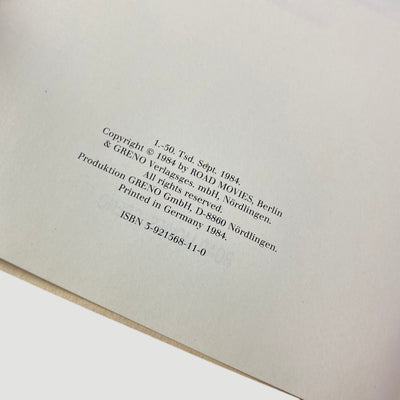 1.-50. Tsd. Sept. 1984.
Copyright © 1984 by ROAD MOVIES, Berlin
& GRENO Verlagsges. mbH, Nördlingen.
All rights reserved.
Produktion GRENO GmbH, D-8860 Nördlingen.
Printed in Germany 1984.
ISBN 3-921568-11-0